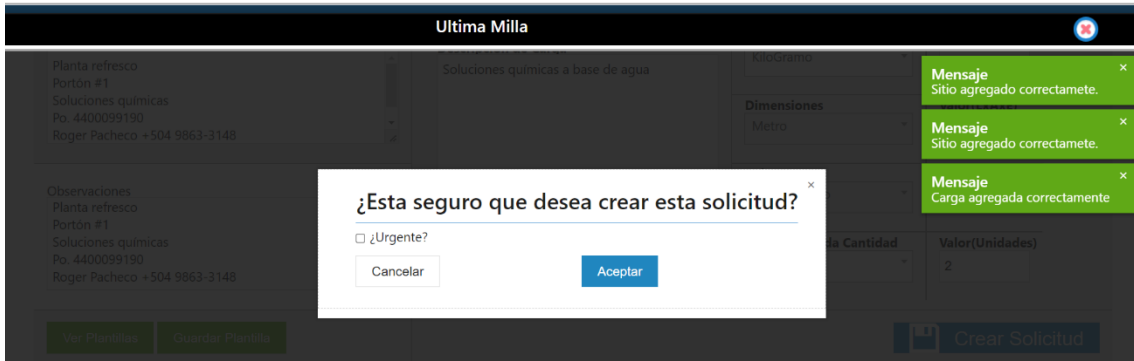 Ultima Milla
Planta refresco
Portón #1
Soluciones químicas
Po. 4400099190
Roger Pacheco +504 9863-3148
Soluciones químicas a base de agua
KiloGramo
Dimensiones
Metro
Mensaje
Sitio agregado correctamete.
Mensaje
Sitio agregado correctamete.
Mensaje
Carga agregada correctamente
Observaciones
Planta refresco
Portón #1
Soluciones químicas
Po. 4400099190
Roger Pacheco +504 9863-3148
¿Esta seguro que desea crear esta solicitud?
¿Urgente?
Cancelar
Aceptar
da Cantidad
Valor(Unidades)
2
Ver Plantillas
Guardar Plantilla
Crear Solicitud